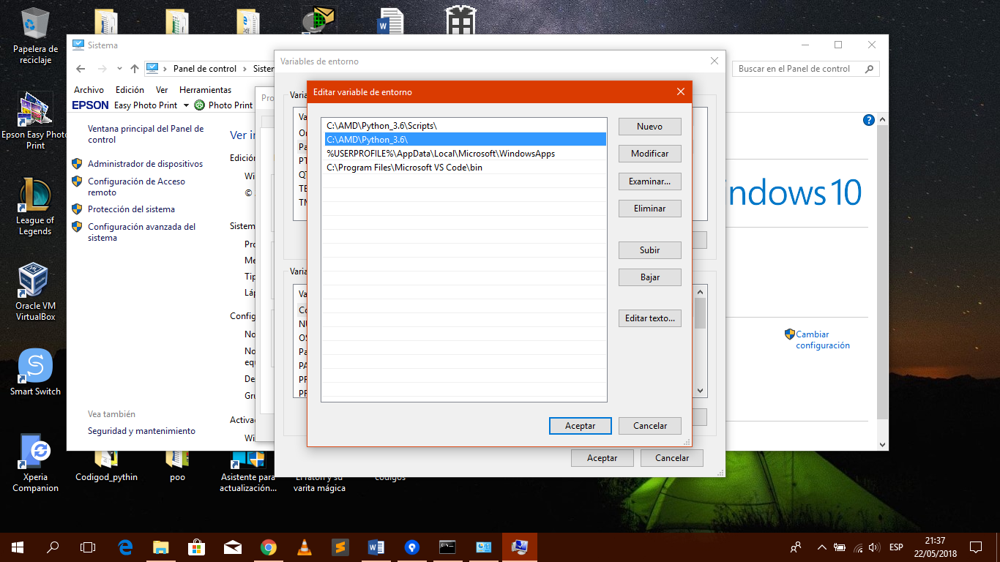 Papelera de
reciclaje
Epson Easy Photo
Print
League of
Legends
Oracle VM
VirtualBox
Smart Switch
Xperia
Companion
Codigod_pythin
poo
Asistente para
actualización...
El ratón y su
varita mágica
codigos
Sistema
Panel de control
Sister
Buscar en el Panel de control
Archivo
Edición
Ver
Herramientas
EPSON
Easy Photo Print
Photo Print
Ventana principal del Panel de
control
Administrador de dispositivos
Configuración de Acceso
remoto
Protección del sistema
Configuración avanzada del
sistema
Vea también
Seguridad y mantenimiento
Ver in
Edició
Wi
©
Sistem
Pro
Me
Tip
Láp
Config
No
No
equ
De
Gru
Activac
Wi
ndows 10
Cambiar
configuración
Pro
Variables de entorno
Varia
Va
On
Pa
PT
QT
TE
TM
Varia
Va
Co
NU
OS
Pa
PA
PR
PR
Aceptar
Cancelar
Editar variable de entorno
C:\AMD\Python_3.6\Scripts\
C:\AMD\Python_3.6\
%USERPROFILE%\AppData\Local\Microsoft\WindowsApps
C:\Program Files\Microsoft VS Code\bin
Nuevo
Modificar
Examinar...
Eliminar
Subir
Bajar
Editar texto...
Aceptar
Cancelar
ESP
21:37
22/05/2018